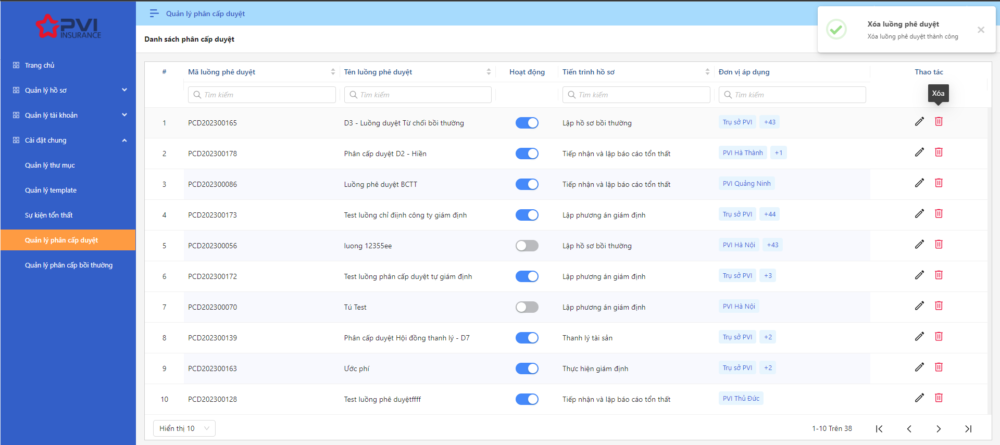 PVI
INSURANCE
Trang chủ
Quản lý hồ sơ
Quản lý tài khoản
Cài đặt chung
Quản lý thư mục
Quản lý template
Sự kiện tổn thất
Quản lý phân cấp duyệt
Quản lý phân cấp bồi thường
Quản lý phân cấp duyệt
Xóa luồng phê duyệt
Xóa luồng phê duyệt thành công
Danh sách phân cấp duyệt
# Mã luồng phê duyệt Tên luồng phê duyệt Hoạt động Tiến trình hồ sơ Đơn vị áp dụng Thao tác
Tìm kiếm Tìm kiếm Tìm kiếm Tìm kiếm
Xóa
1 PCD202300165 D3 - Luồng duyệt Từ chối bồi thường Lập hồ sơ bồi thường Trụ sở PVI +43
2 PCD202300178 Phân cấp duyệt D2 - Hiền Tiếp nhận và lập báo cáo tổn thất PVI Hà Thành +1
3 PCD202300086 Luồng phê duyệt BCTT Tiếp nhận và lập báo cáo tổn thất PVI Quảng Ninh
4 PCD202300173 Test luồng chỉ điịnh công ty giám định Lập phương án giám định Trụ sở PVI +44
5 PCD202300056 luong 12355ee Lập hồ sơ bồi thường PVI Hà Nội +43
6 PCD202300172 Test luồng phân cấp duyệt tự giám định Lập phương án giám định Trụ sở PVI +3
7 PCD202300070 Tú Test Lập phương án giám định PVI Hà Nội
8 PCD202300139 Phân cấp duyệt Hội đồng thanh lý - D7 Thanh lý tài sản Trụ sở PVI +2
9 PCD202300163 Ước phí Thực hiện giám định Trụ sở PVI +2
10 PCD202300128 Test luồng phê duyệtffff Tiếp nhận và lập báo cáo tổn thất PVI Thủ Đức
Hiển thị 10 1-10 Trên 38